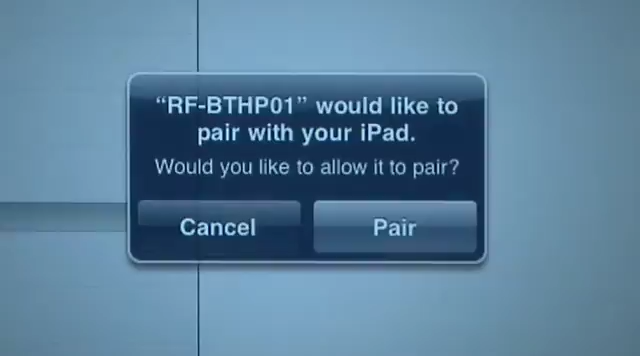 “RF-BTHP01” would like to
pair with your iPad.
Would you like to allow it to pair?
Cancel
Pair